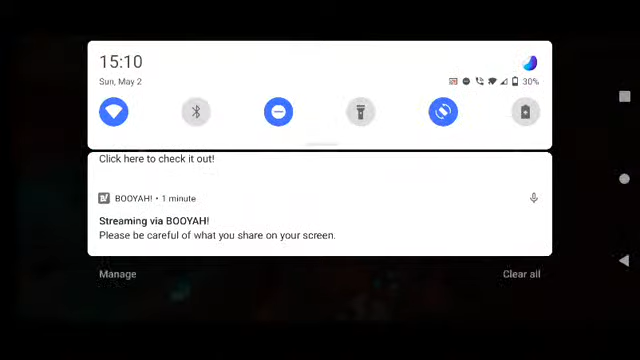 15:10
Sun, May 2
30%
Click here to check it out!
BOOYAH! • 1 minute
Streaming via BOOYAH!
Please be careful of what you share on your screen.
Manage
Clear all